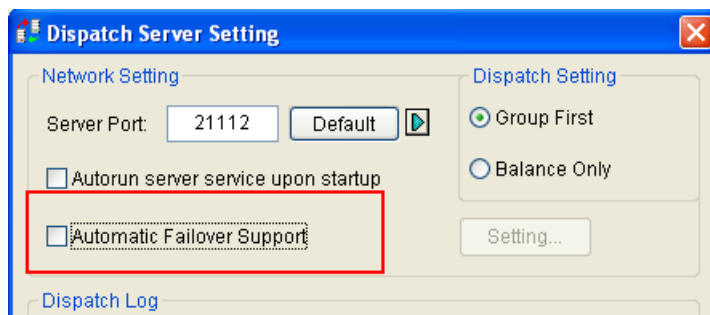 Dispatch Server Setting
Network Setting
Server Port: 21112 Default
Autorun server service upon startup
Automatic Failover Support
Dispatch Setting
Group First
Balance Only
Setting...
Dispatch Log